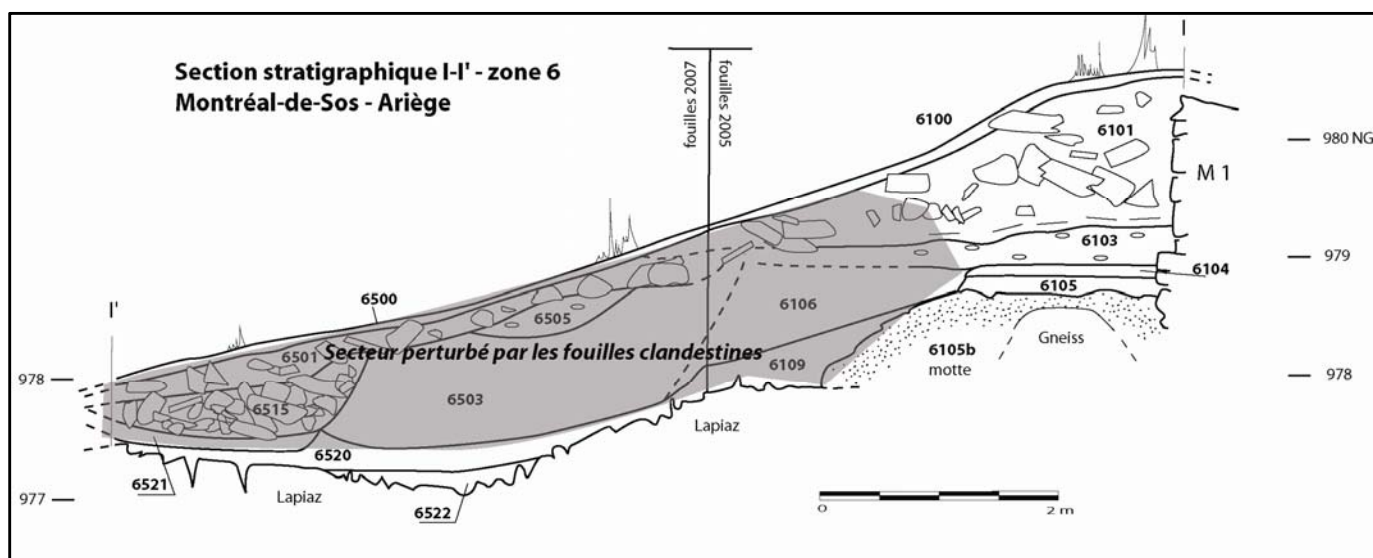 Section stratigraphique I-I' - zone 6
Montréal-de-Sos - Ariège
fouilles 2007
fouilles 2005
I
6100
6101
980 NG
M 1
6103
979
6104
6105
I'
6500
6505
6106
6501
Secteur perturbé par les fouilles clandestines
6105b
motte
Gneiss
978
6109
978
6515
6503
Lapiaz
6520
6521
Lapiaz
977
6522
0
2 m